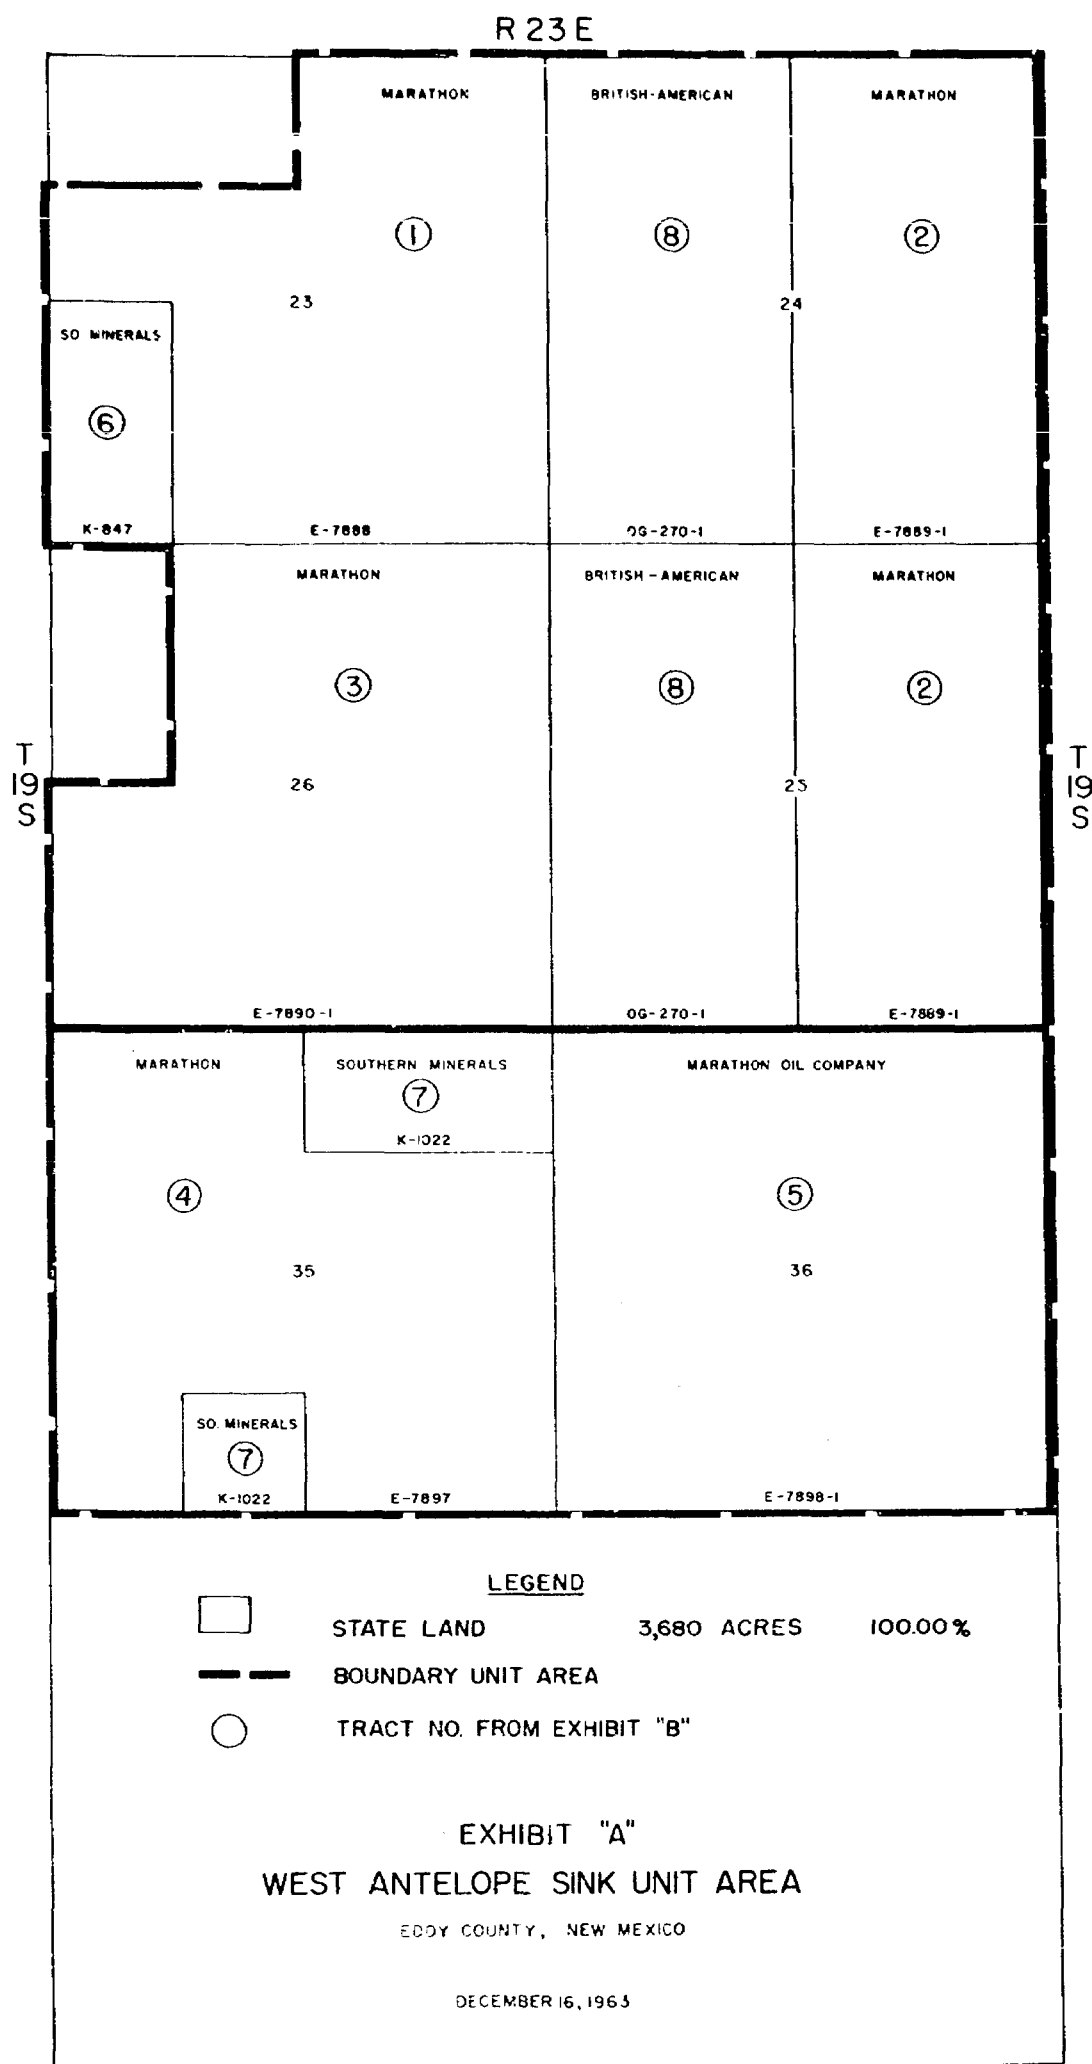 R 23 E
MARATHON
BRITISH-AMERICAN
MARATHON
1
8
2
23
24
SO MINERALS
6
K-847
E-7888
OG-270-1
E-7889-1
MARATHON
BRITISH-AMERICAN
MARATHON
3
8
2
T
19
S
26
25
T
19
S
E-7890-1
OG-270-1
E-7889-1
MARATHON
SOUTHERN MINERALS
MARATHON OIL COMPANY
7
K-1022
4
5
35
36
SO. MINERALS
7
K-1022
E-7897
E-7898-1
LEGEND
STATE LAND 3,680 ACRES 100.00%
BOUNDARY UNIT AREA
TRACT NO. FROM EXHIBIT "B"
EXHIBIT "A"
WEST ANTELOPE SINK UNIT AREA
EDDY COUNTY, NEW MEXICO
DECEMBER 16, 1963